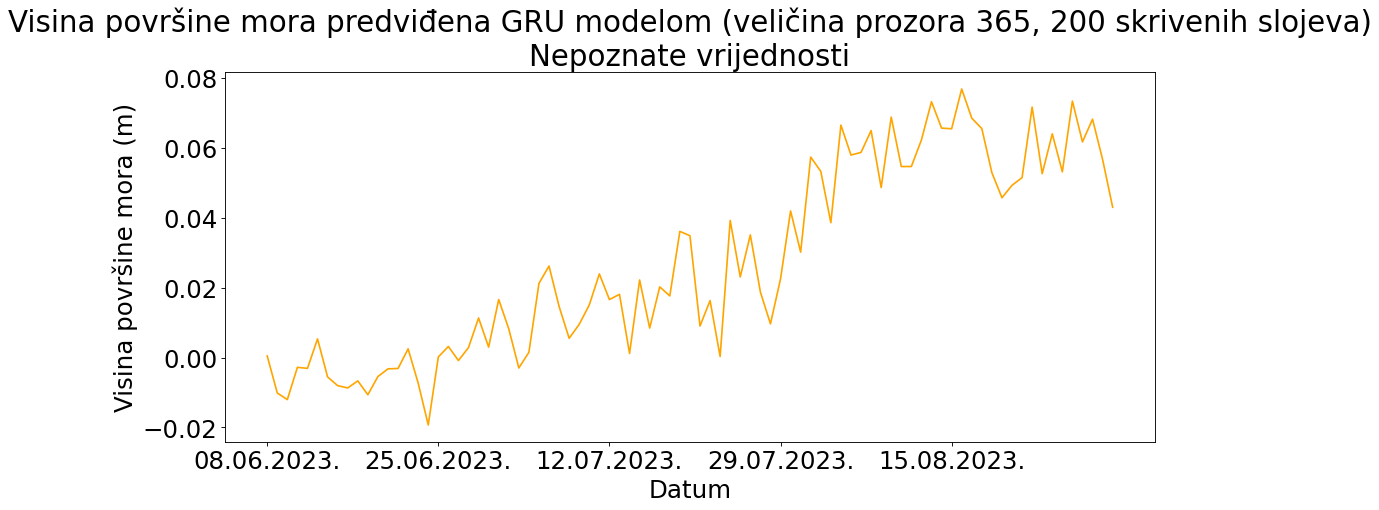 Visina površine mora predviđena GRU modelom (veličina prozora 365, 200 skrivenih slojeva)
Nepoznate vrijednosti
Visina površine mora (m)
0.08
0.06
0.04
0.02
0.00
−0.02
08.06.2023. 25.06.2023. 12.07.2023. 29.07.2023. 15.08.2023.
Datum